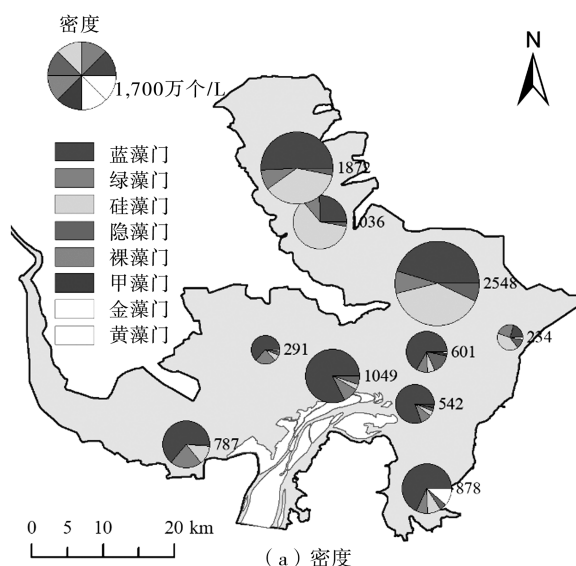 密度
N
1,700万个/L
蓝藻门
绿藻门
硅藻门
隐藻门
裸藻门
甲藻门
金藻门
黄藻门
1872
1036
2548
234
291
601
1049
542
787
878
0 5 10 20 km
（a）密度